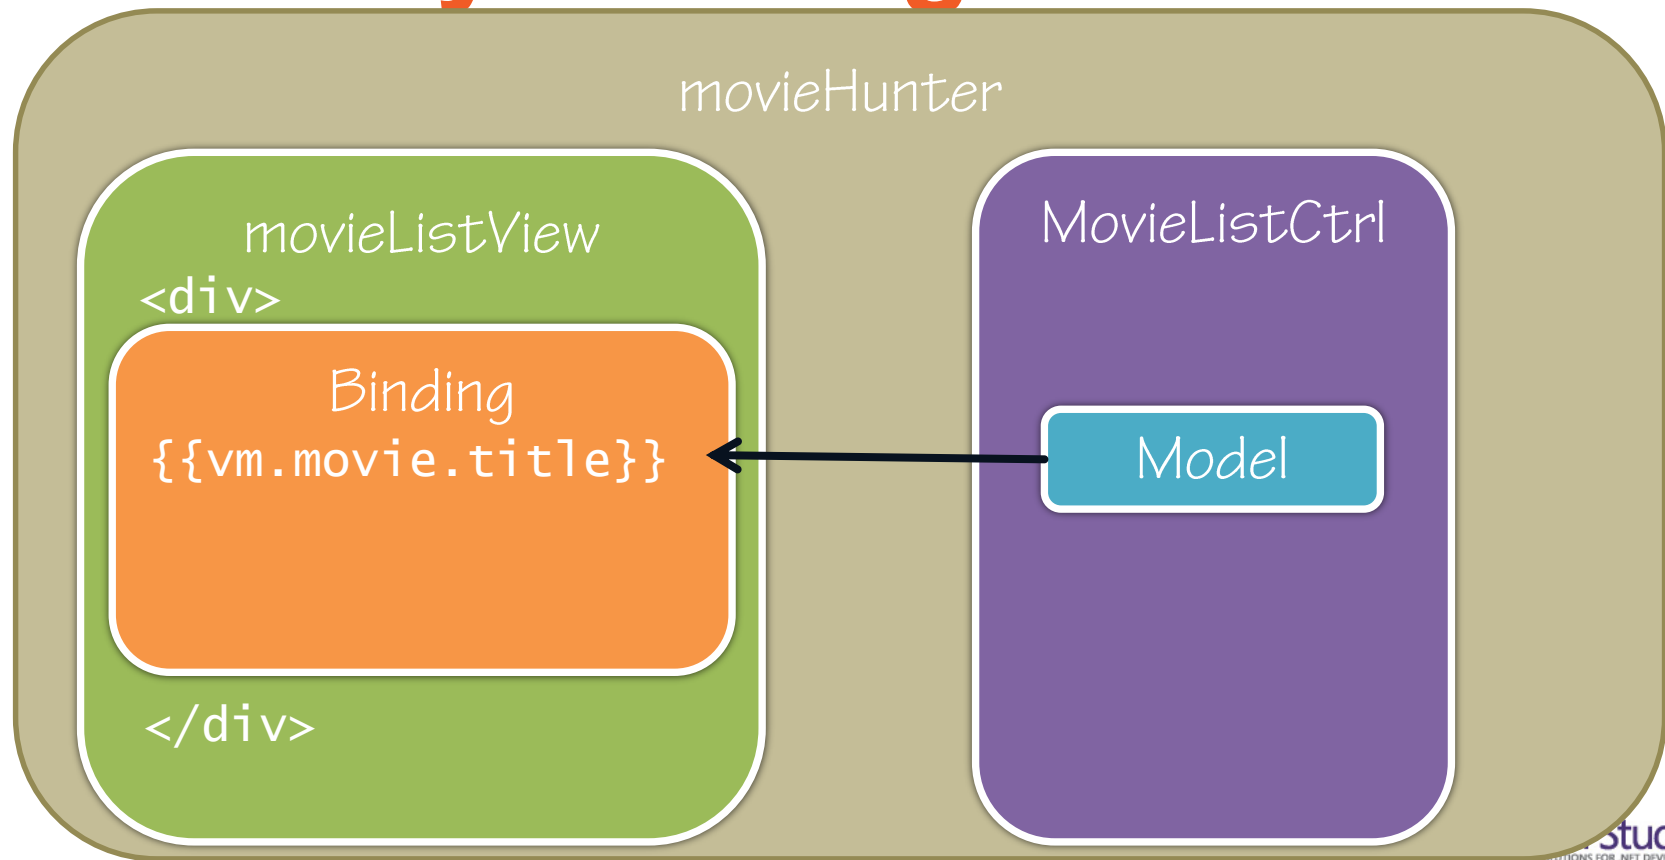 movieHunter
movieListView
<div>
Binding
{{vm.movie.title}}
</div>
MovieListCtrl
Model